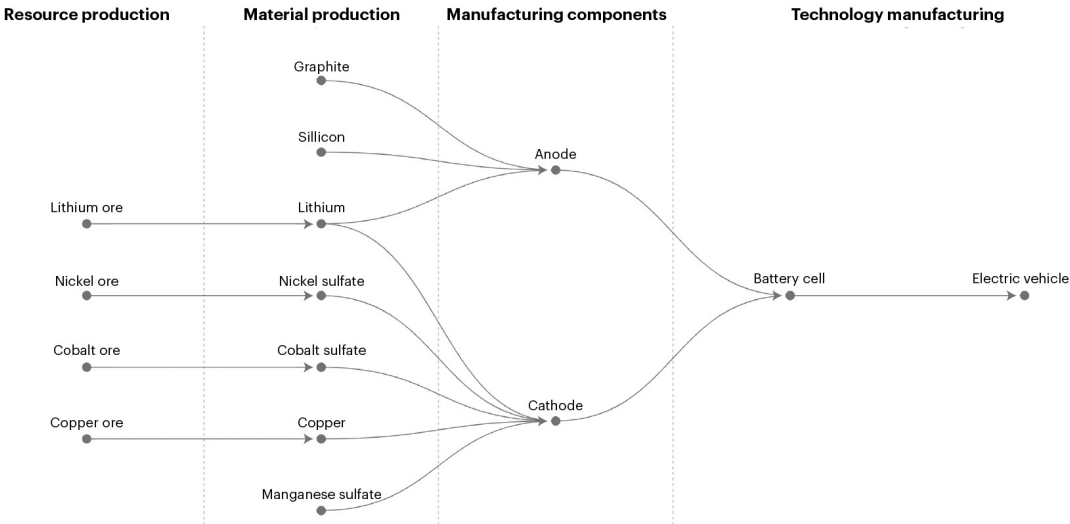 Resource production
Material production
Manufacturing components
Technology manufacturing
Graphite
Sillicon
Anode
Lithium ore
Lithium
Nickel ore
Nickel sulfate
Battery cell
Electric vehicle
Cobalt ore
Cobalt sulfate
Cathode
Copper ore
Copper
Manganese sulfate